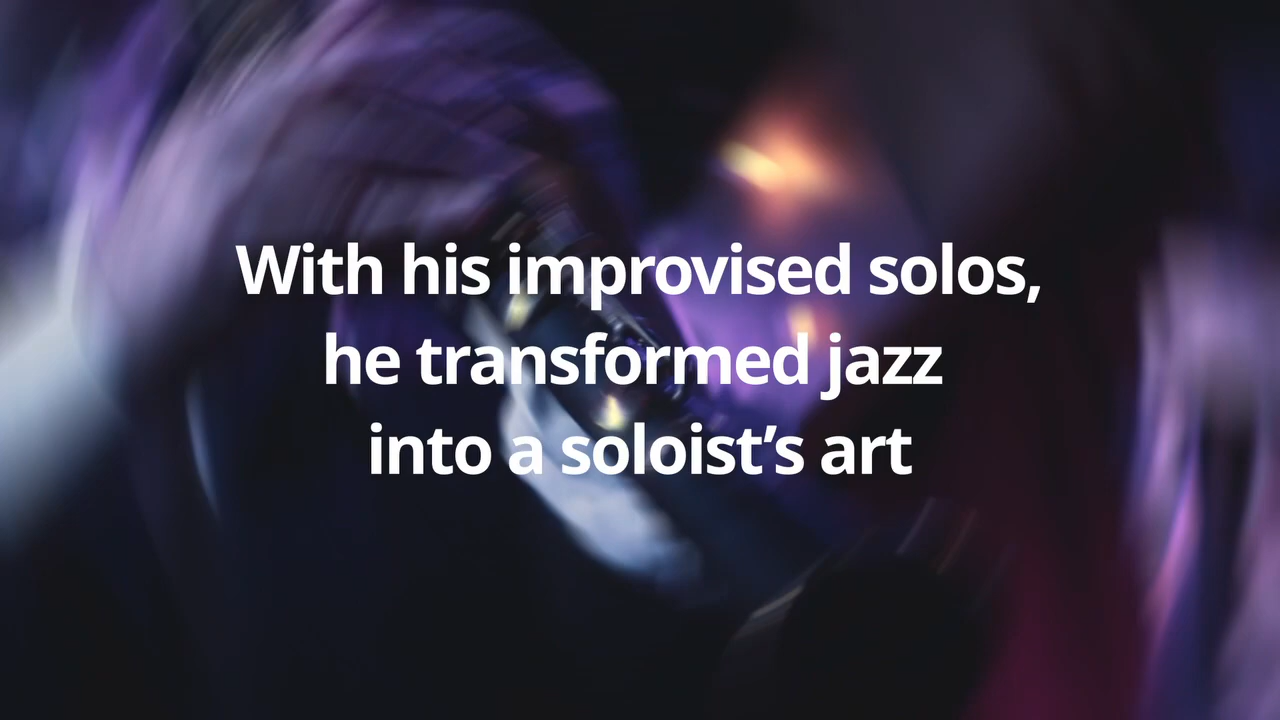 With his improvised solos,
he transformed jazz
into a soloist’s art